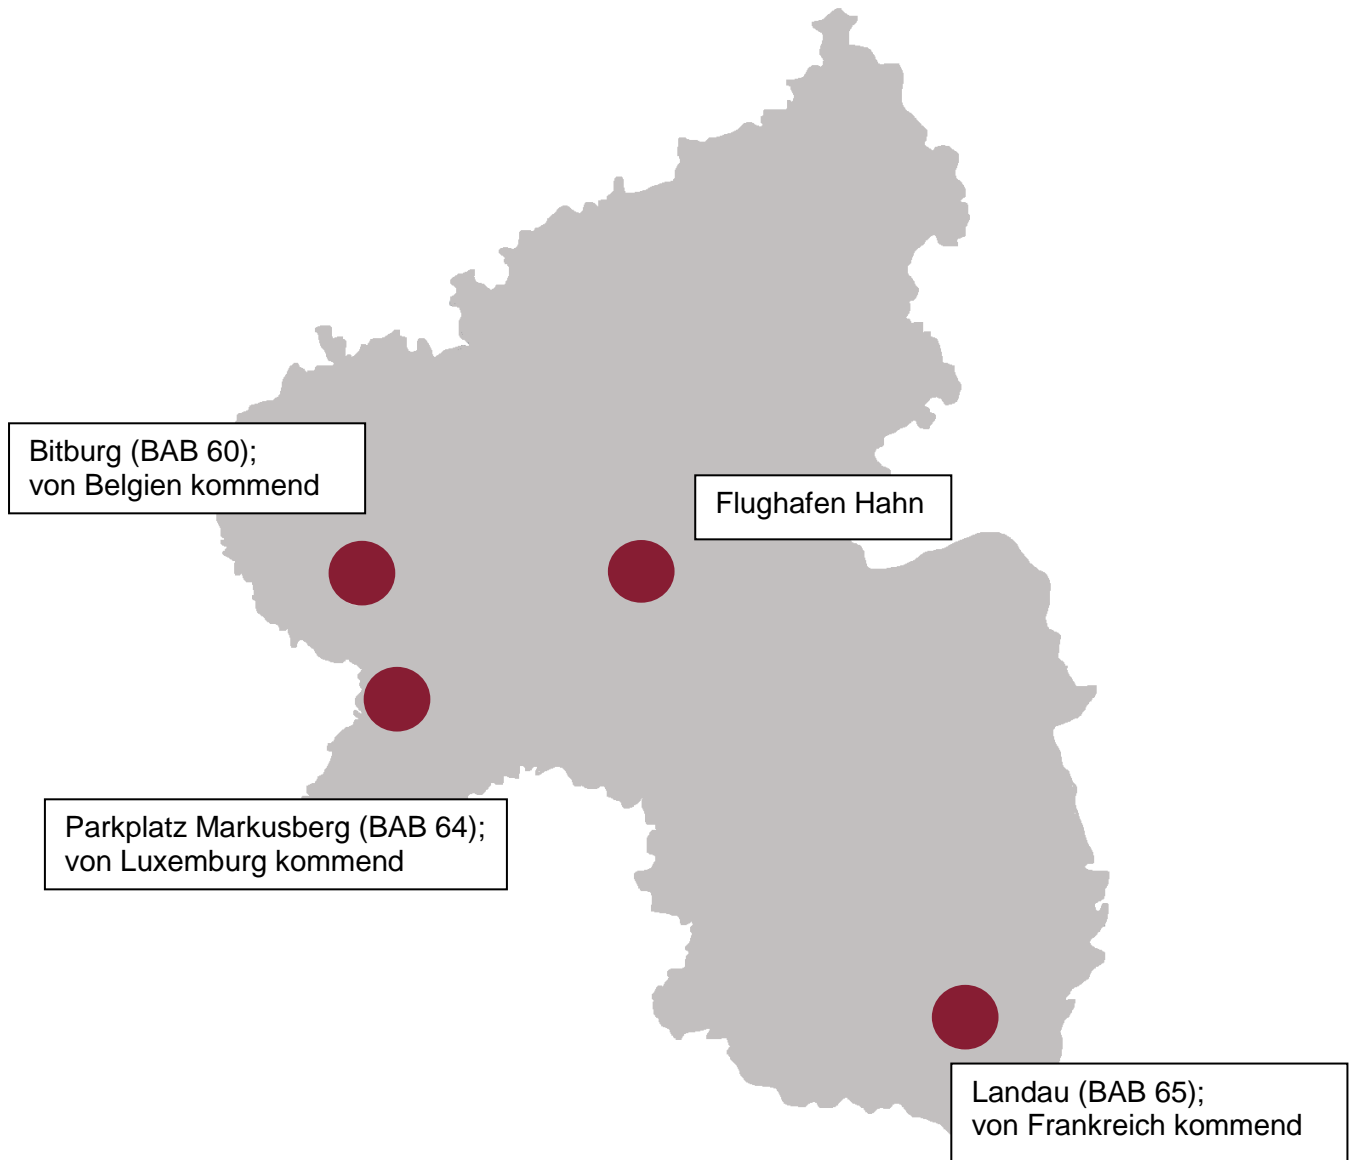 Bitburg (BAB 60);
von Belgien kommend
Flughafen Hahn
Parkplatz Markusberg (BAB 64);
von Luxemburg kommend
Landau (BAB 65);
von Frankreich kommend